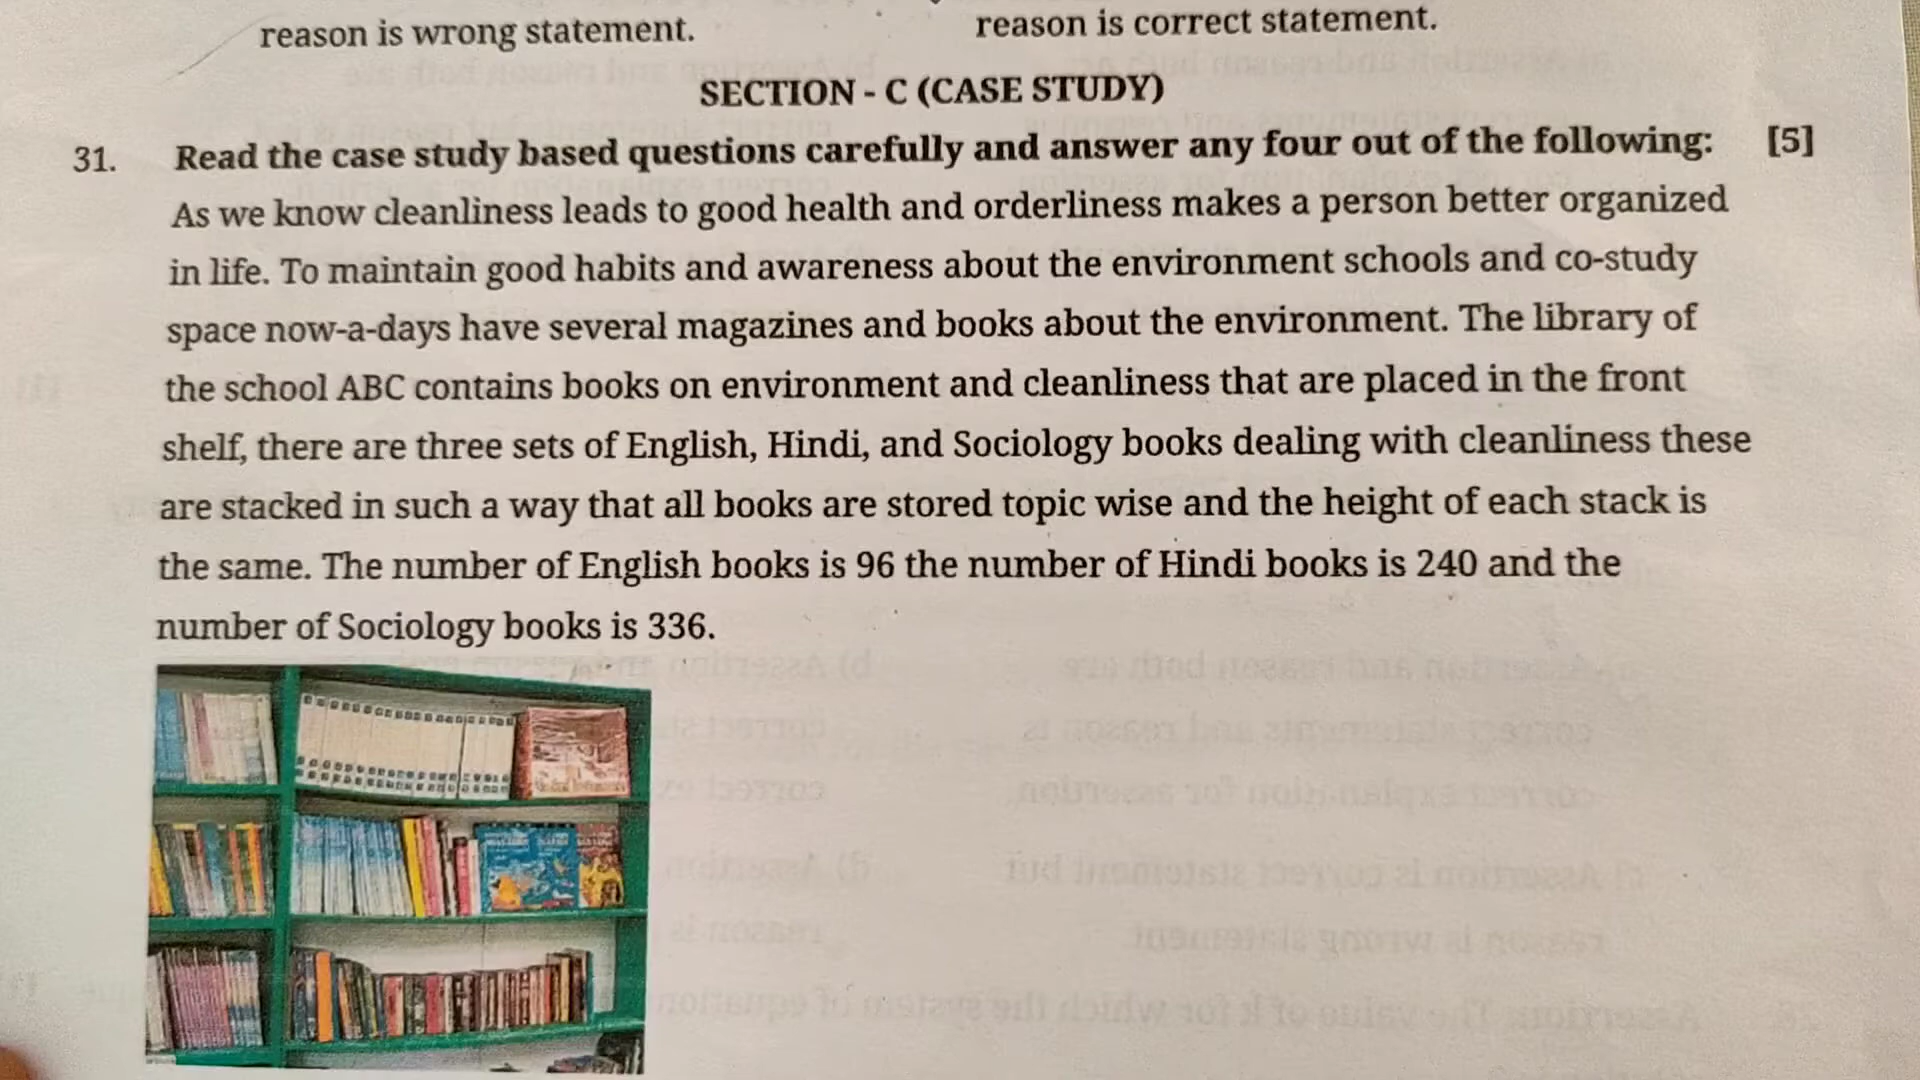 reason is wrong statement.
reason is correct statement.
SECTION - C (CASE STUDY)
31. Read the case study based questions carefully and answer any four out of the following: [5]
As we know cleanliness leads to good health and orderliness makes a person better organized
in life. To maintain good habits and awareness about the environment schools and co-study
space now-a-days have several magazines and books about the environment. The library of
the school ABC contains books on environment and cleanliness that are placed in the front
shelf, there are three sets of English, Hindi, and Sociology books dealing with cleanliness these
are stacked in such a way that all books are stored topic wise and the height of each stack is
the same. The number of English books is 96 the number of Hindi books is 240 and the
number of Sociology books is 336.